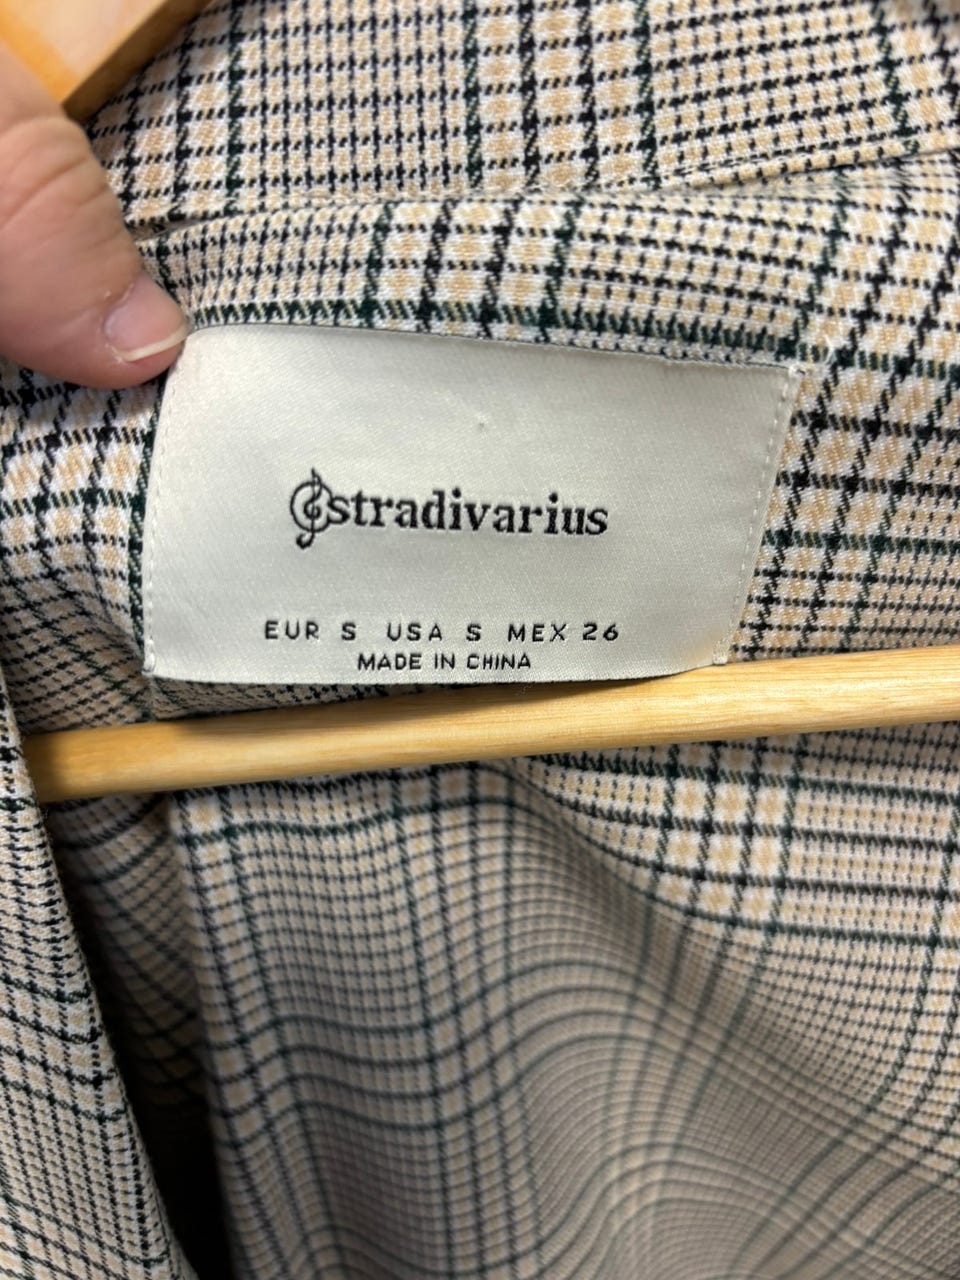 stradivarius
EUR S USA S MEX 26
MADE IN CHINA